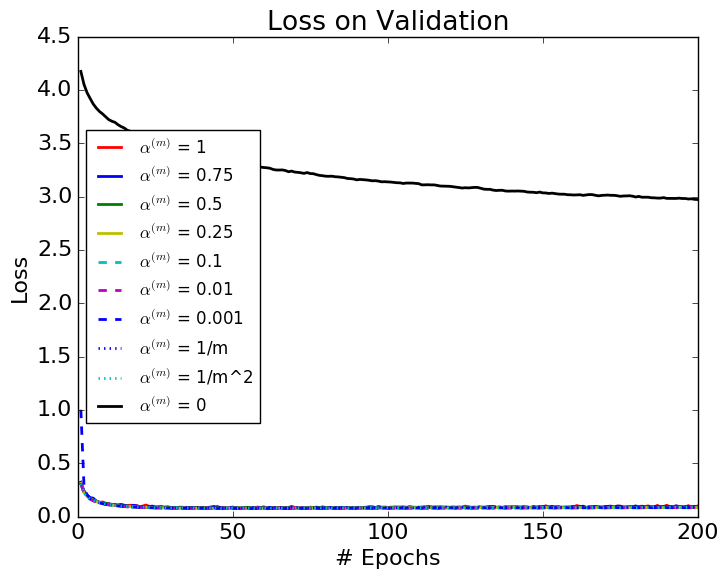 Loss on Validation
4.5
4.0
3.5
3.0
2.5
2.0
1.5
1.0
0.5
0.0
Loss
α^(m) = 1
α^(m) = 0.75
α^(m) = 0.5
α^(m) = 0.25
α^(m) = 0.1
α^(m) = 0.01
α^(m) = 0.001
α^(m) = 1/m
α^(m) = 1/m^2
α^(m) = 0
0 50 100 150 200
# Epochs